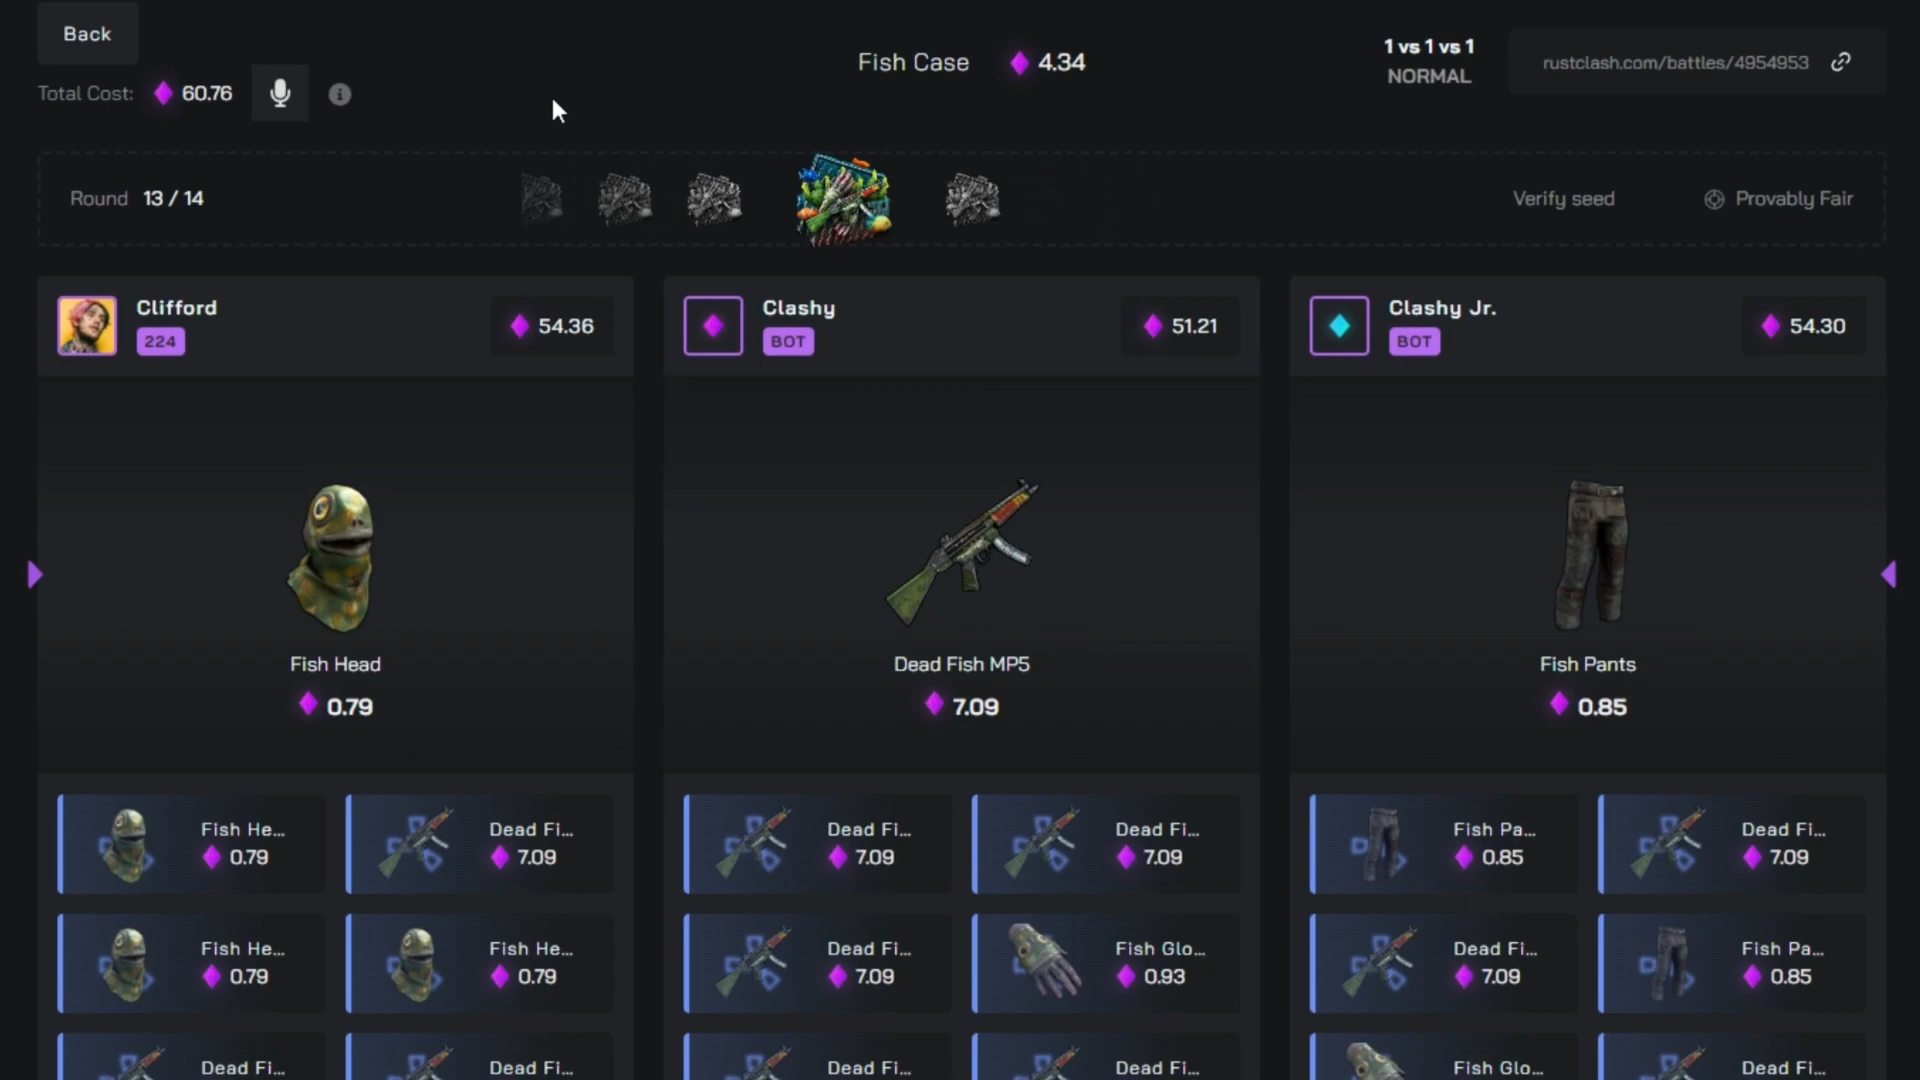 Back
Total Cost: 60.76
Fish Case 4.34
1 vs 1 vs 1
NORMAL
rustclash.com/battles/4954953
Round 13 / 14
Verify seed
Provably Fair
Clifford
224
54.36
Clashy
BOT
51.21
Clashy Jr.
BOT
54.30
Fish Head
0.79
Dead Fish MP5
7.09
Fish Pants
0.85
Fish He...
0.79
Dead Fi...
7.09
Dead Fi...
7.09
Dead Fi...
7.09
Fish Pa...
0.85
Dead Fi...
7.09
Fish He...
0.79
Fish He...
0.79
Dead Fi...
7.09
Fish Glo...
0.93
Dead Fi...
7.09
Fish Pa...
0.85
Dead Fi...
Dead Fi...
Dead Fi...
Dead Fi...
Fish Glo...
Dead Fi...